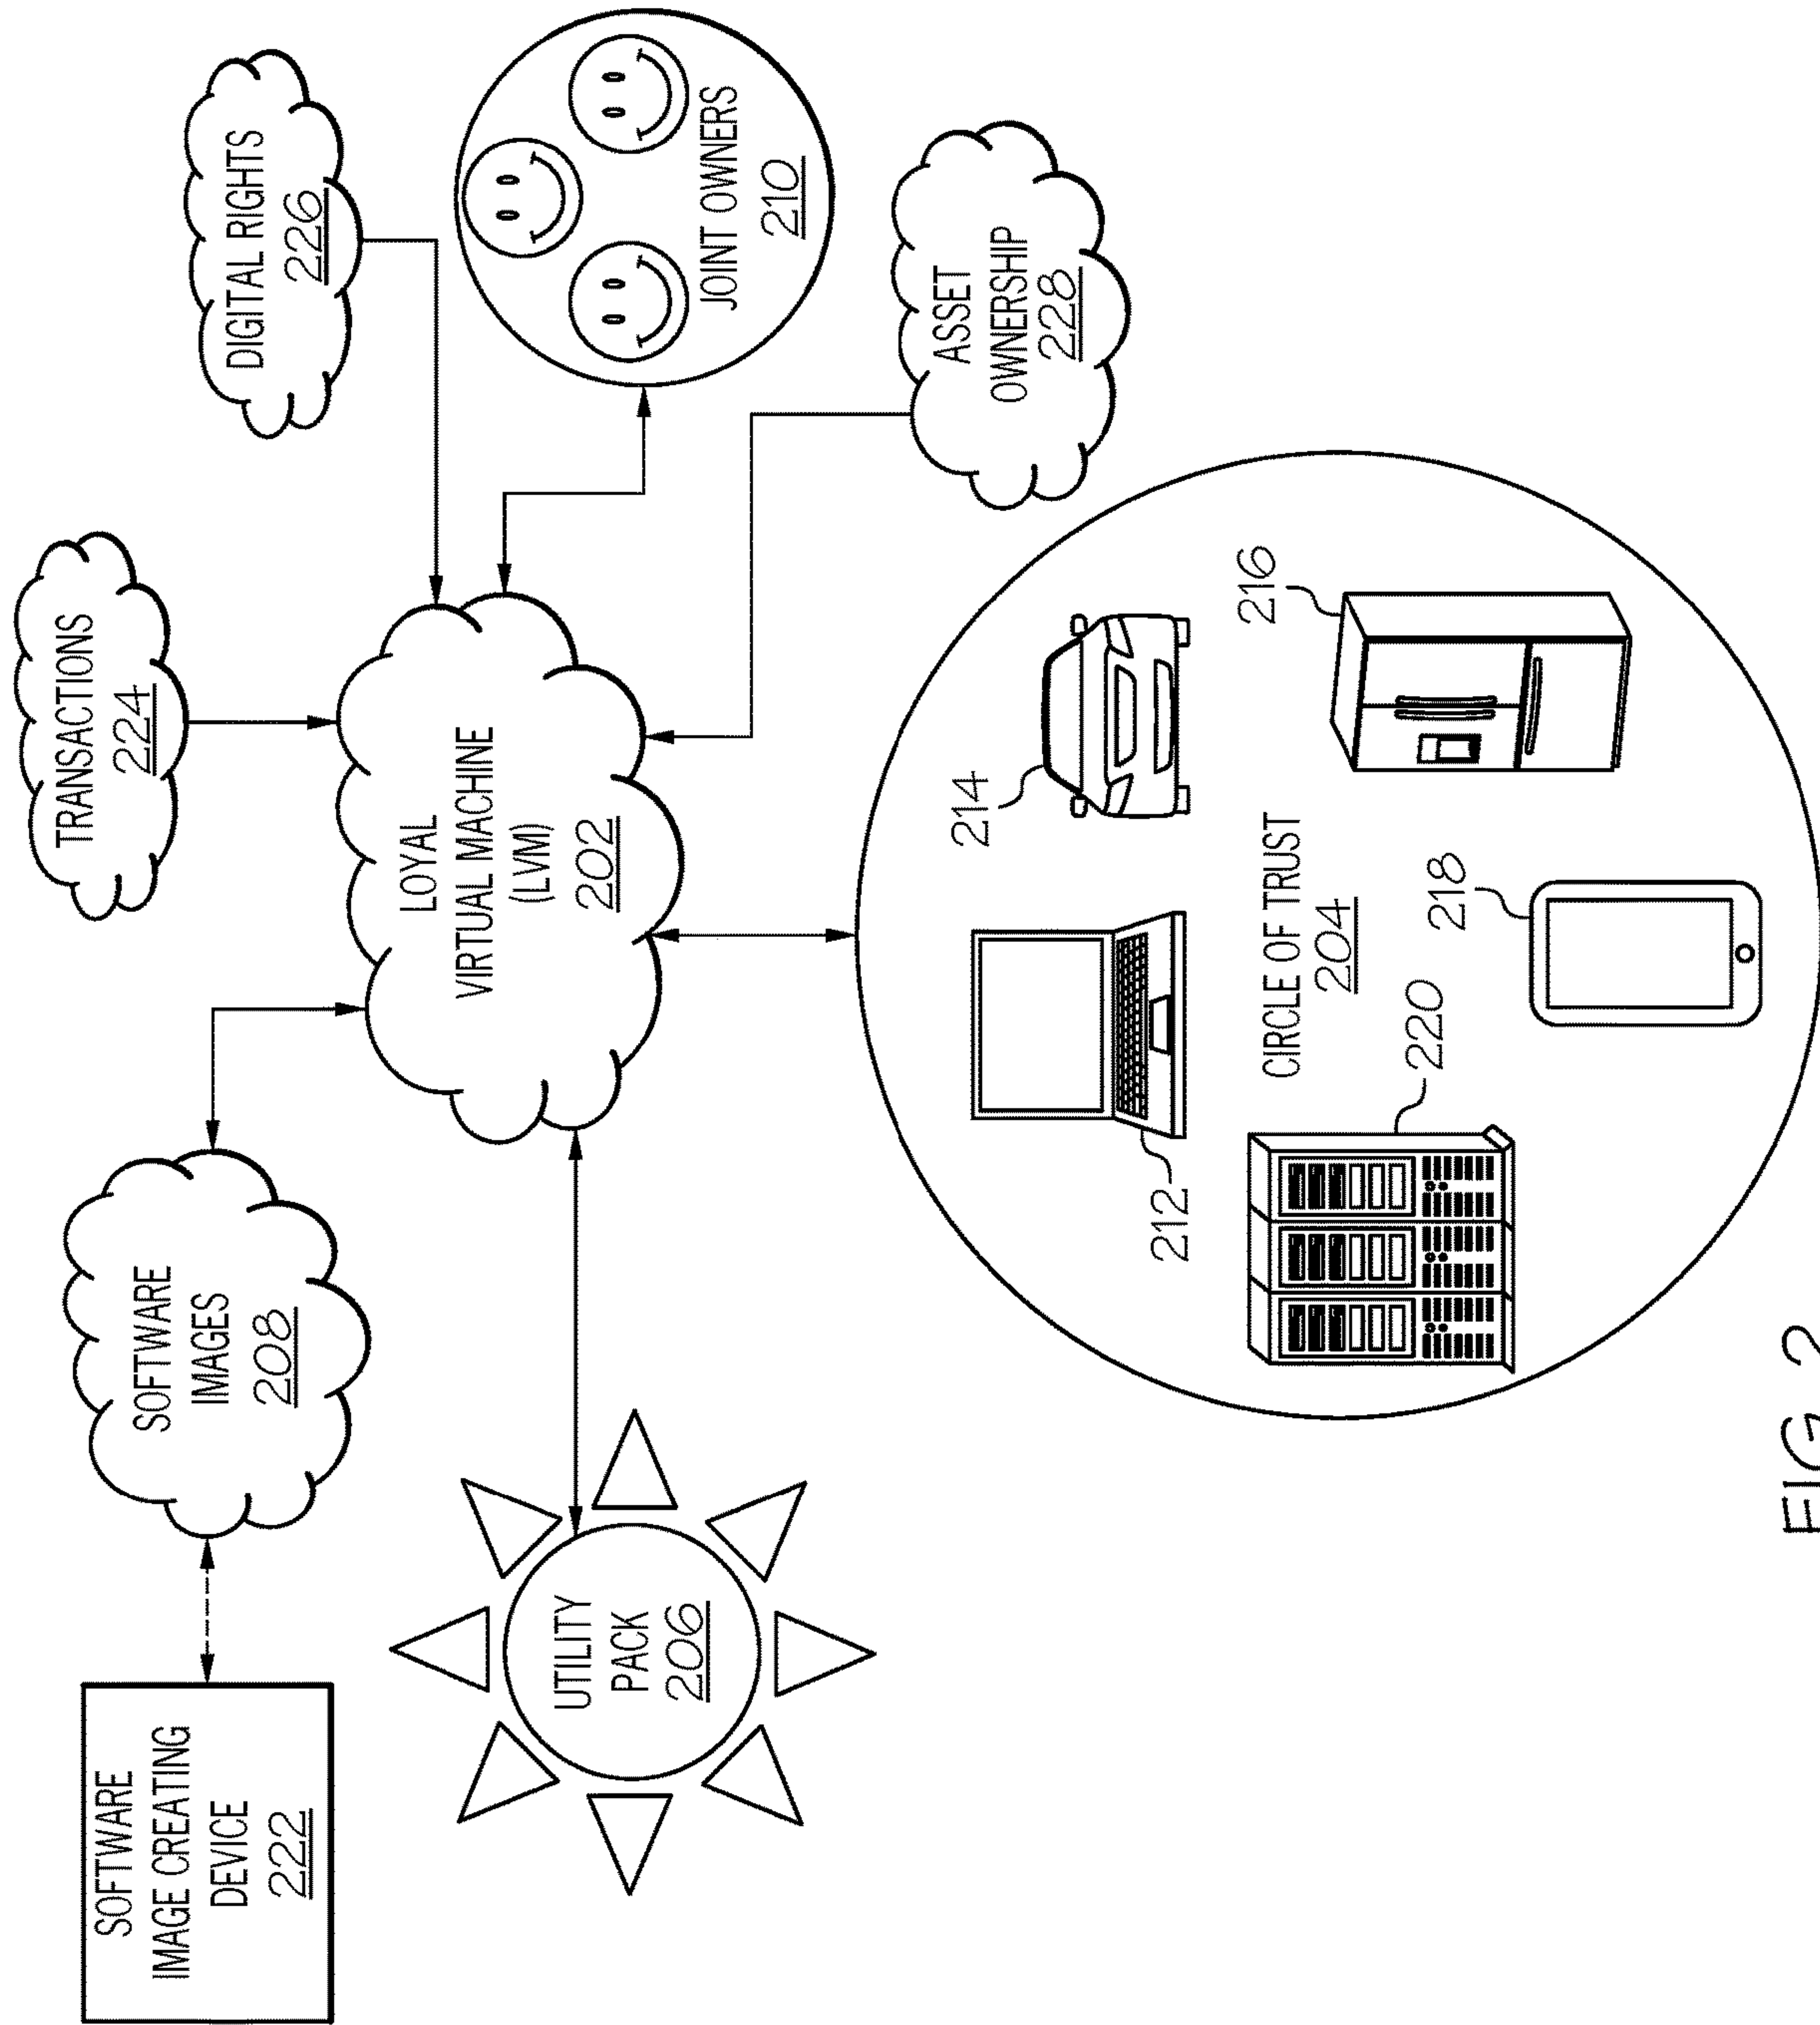 SOFTWARE
IMAGE CREATING
DEVICE
222
SOFTWARE
IMAGES
208
TRANSACTIONS
224
DIGITAL RIGHTS
226
UTILITY
PACK
206
LOYAL
VIRTUAL MACHINE
(LVM)
202
JOINT OWNERS
210
ASSET
OWNERSHIP
228
212
214
CIRCLE OF TRUST
204
216
220
218
FIG. 2